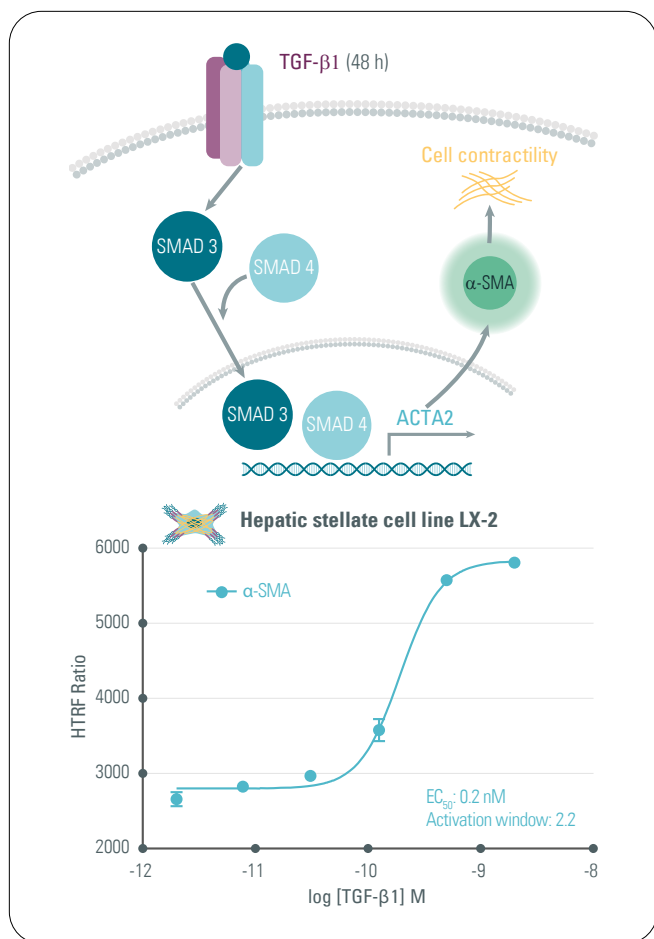 TGF-β1 (48 h)
Cell contractility
SMAD 3
SMAD 4
α-SMA
SMAD 3
SMAD 4
ACTA2
Hepatic stellate cell line LX-2
6000
α-SMA
5000
HTRF Ratio
4000
3000
EC50: 0.2 nM
Activation window: 2.2
2000
-12
-11
-10
-9
-8
log [TGF-β1] M